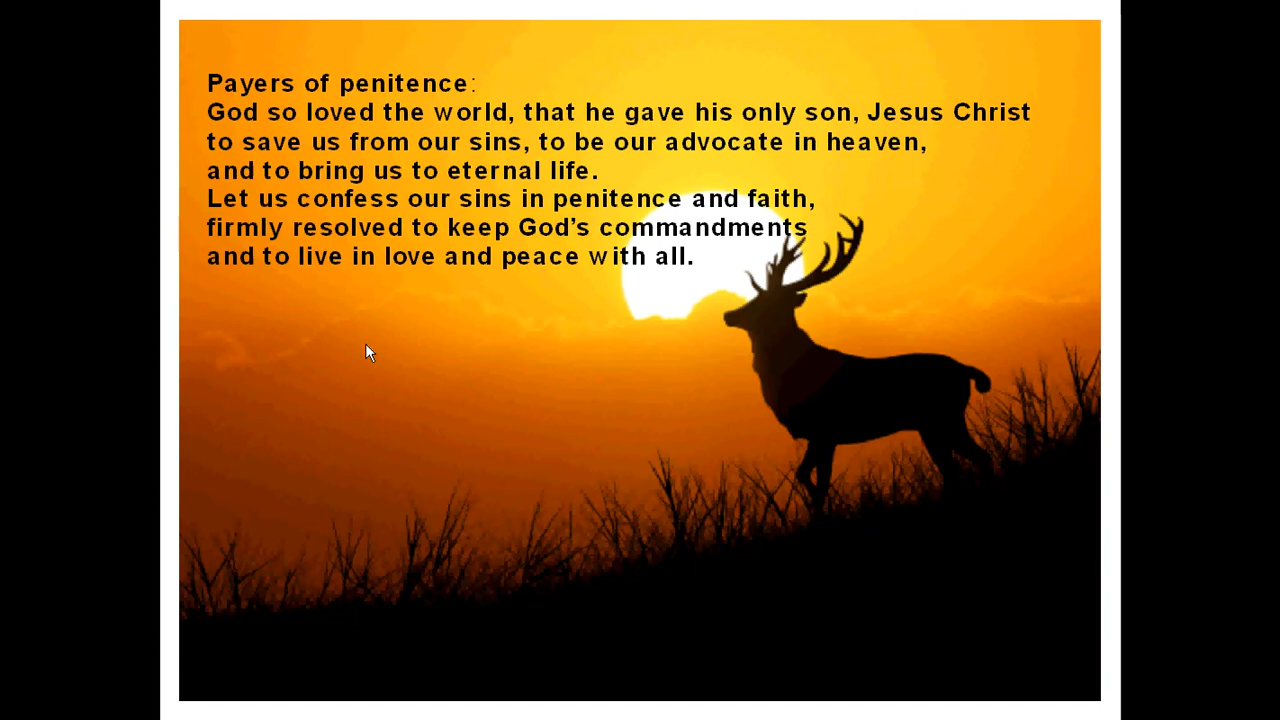 Payers of penitence:
God so loved the world, that he gave his only son, Jesus Christ
to save us from our sins, to be our advocate in heaven,
and to bring us to eternal life.
Let us confess our sins in penitence and faith,
firmly resolved to keep God’s commandments
and to live in love and peace with all.